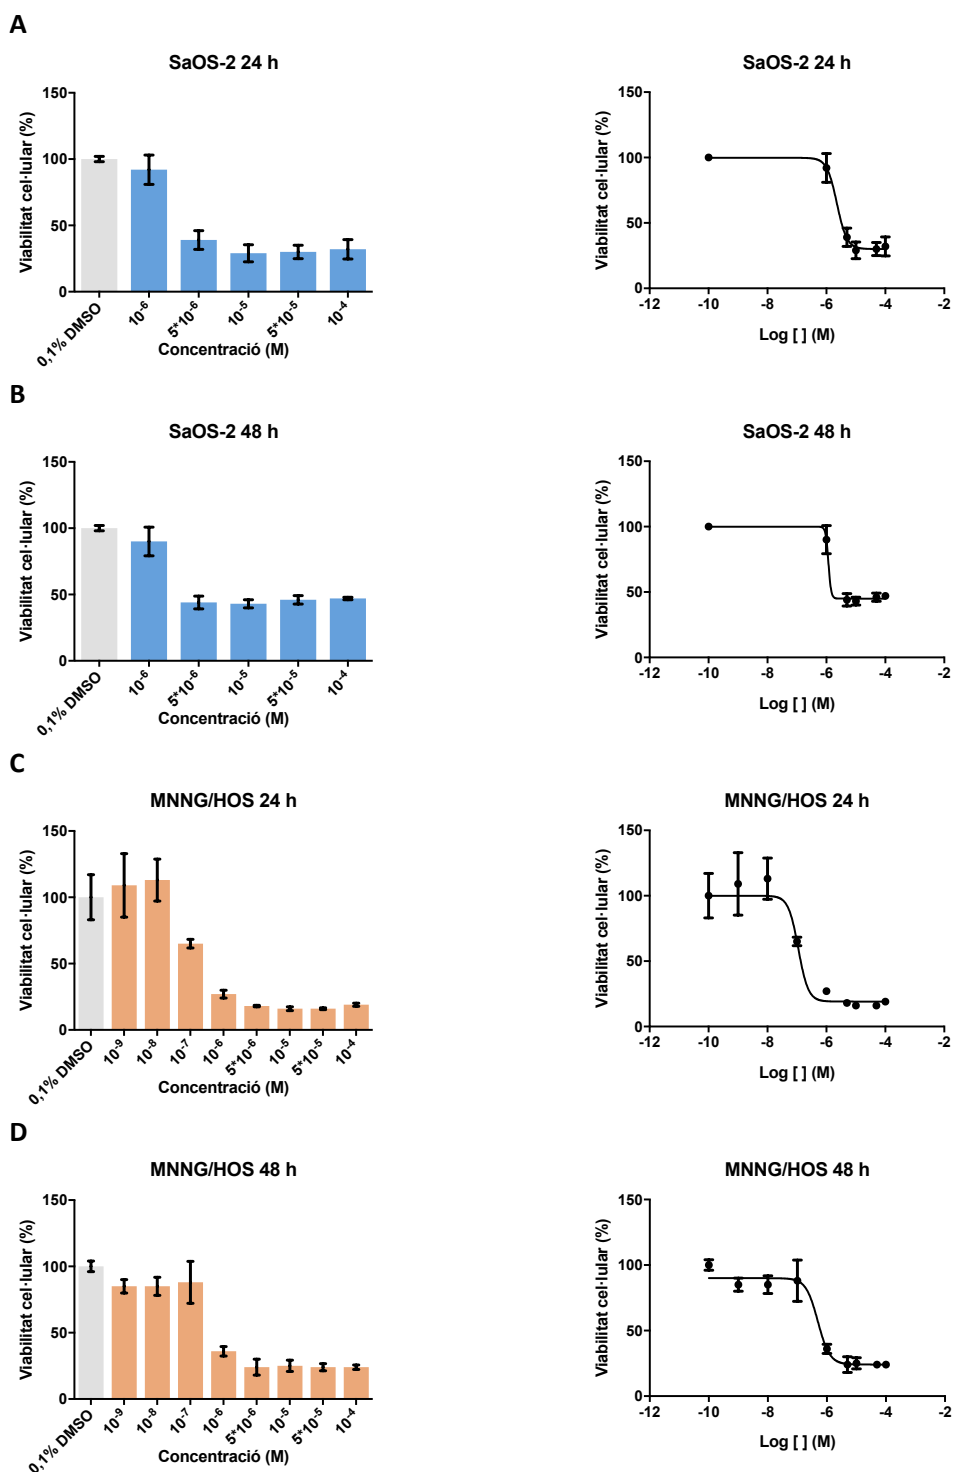 A
SaOS-2 24 h
Viabilitat cel·lular (%)
150
100
50
0
0,1% DMSO
10-6
5*10-6
10-5
5*10-5
10-4
Concentració (M)
SaOS-2 24 h
Viabilitat cel·lular (%)
150
100
50
0
-12
-10
-8
-6
-4
-2
Log [ ] (M)
B
SaOS-2 48 h
Viabilitat cel·lular (%)
150
100
50
0
0,1% DMSO
10-6
5*10-6
10-5
5*10-5
10-4
Concentració (M)
SaOS-2 48 h
Viabilitat cel·lular (%)
150
100
50
0
-12
-10
-8
-6
-4
-2
Log [ ] (M)
C
MNNG/HOS 24 h
Viabilitat cel·lular (%)
150
100
50
0
0,1% DMSO
10-9
10-8
10-7
10-6
5*10-6
10-5
5*10-5
10-4
Concentració (M)
MNNG/HOS 24 h
Viabilitat cel·lular (%)
150
100
50
0
-12
-10
-8
-6
-4
-2
Log [ ] (M)
D
MNNG/HOS 48 h
Viabilitat cel·lular (%)
150
100
50
0
0,1% DMSO
10-9
10-8
10-7
10-6
5*10-6
10-5
5*10-5
10-4
Concentració (M)
MNNG/HOS 48 h
Viabilitat cel·lular (%)
150
100
50
0
-12
-10
-8
-6
-4
-2
Log [ ] (M)